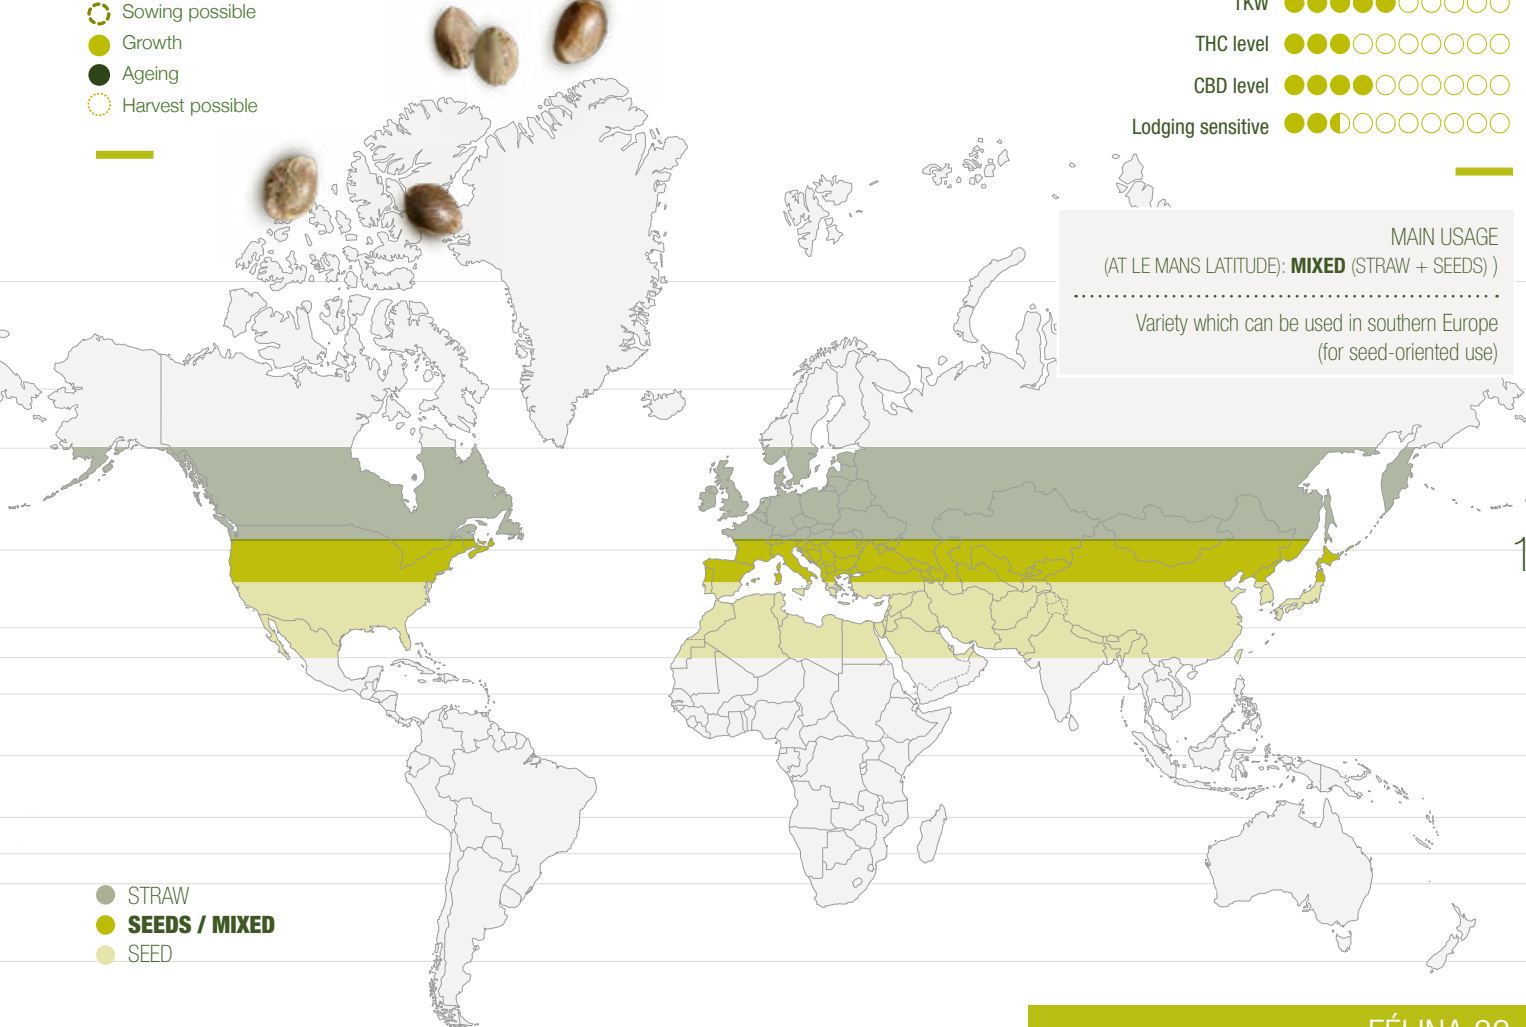 Sowing possible
Growth
Ageing
Harvest possible
TKW
THC level
CBD level
Lodging sensitive
MAIN USAGE
(AT LE MANS LATITUDE): MIXED (STRAW + SEEDS) )
Variety which can be used in southern Europe
(for seed-oriented use)
1
STRAW
SEEDS / MIXED
SEED
FÉLINA